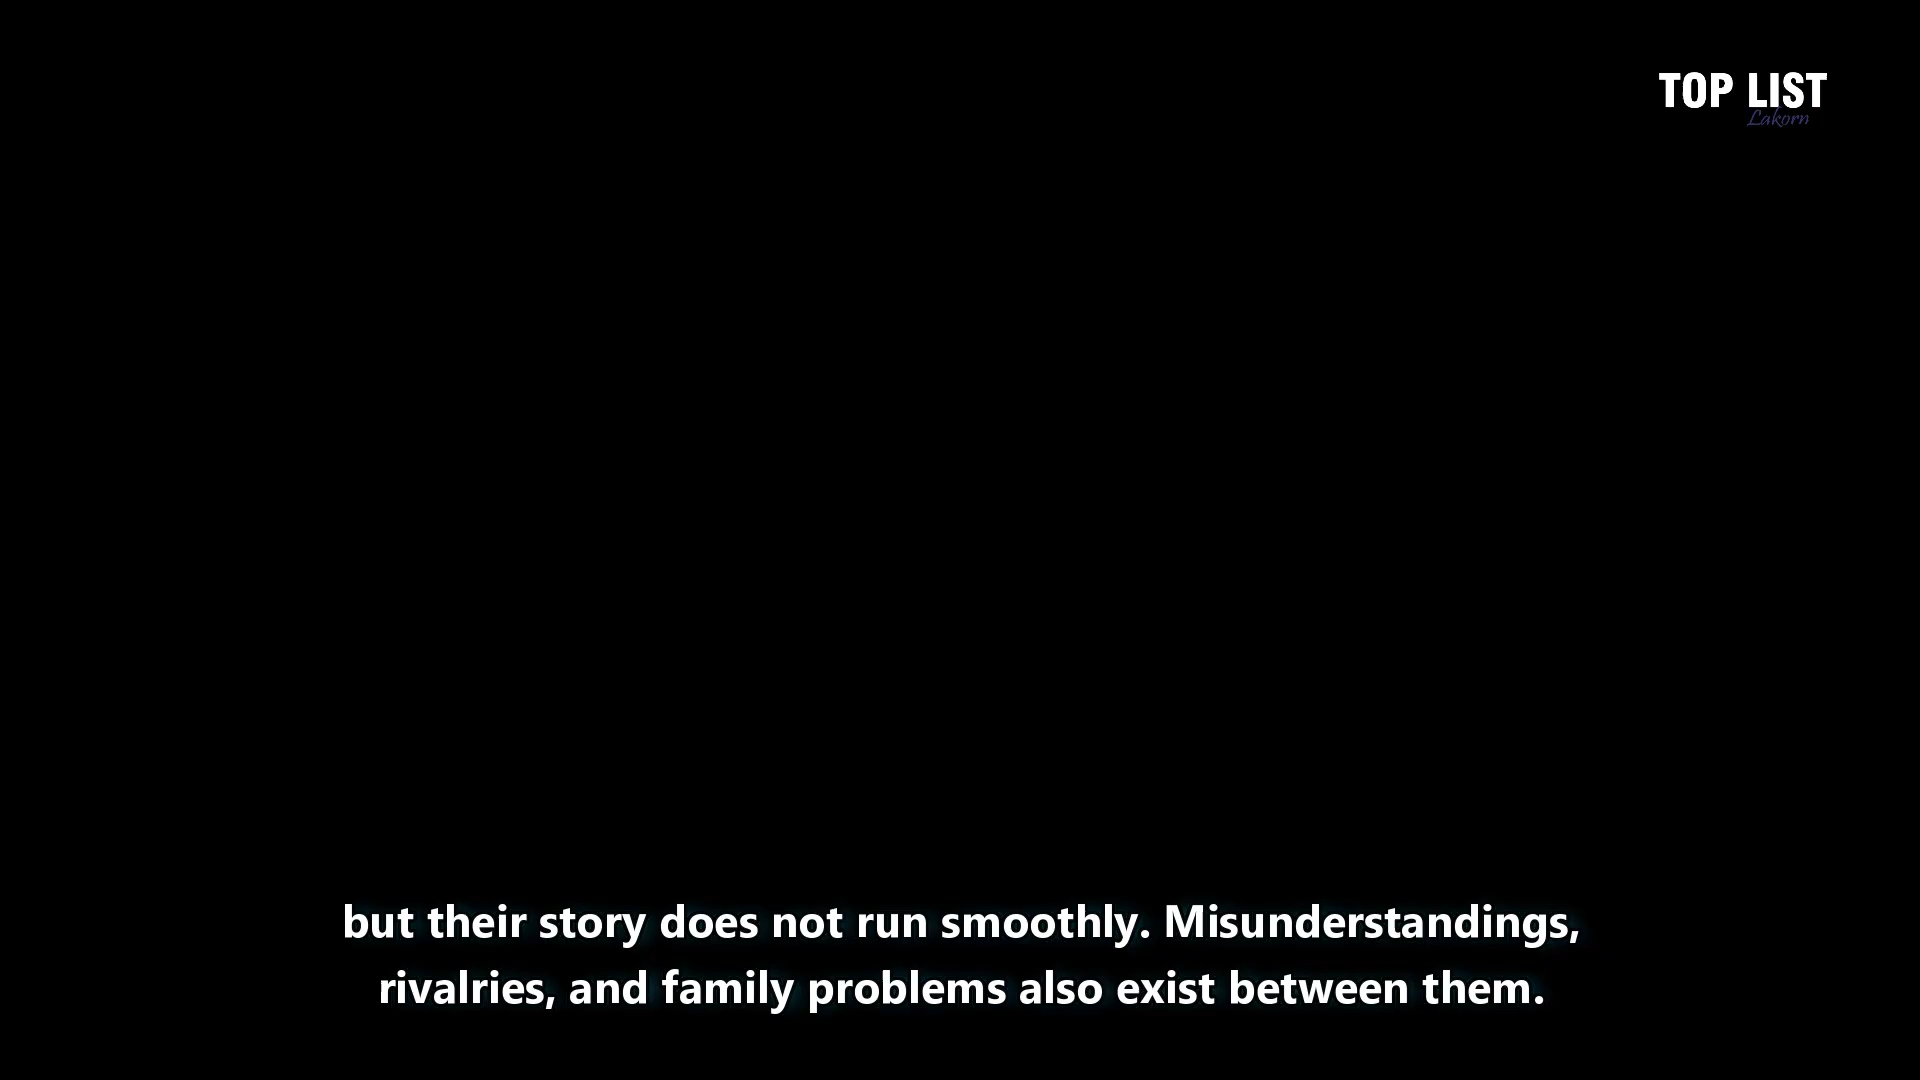 TOP LIST
Lakorn
but their story does not run smoothly. Misunderstandings,
rivalries, and family problems also exist between them.